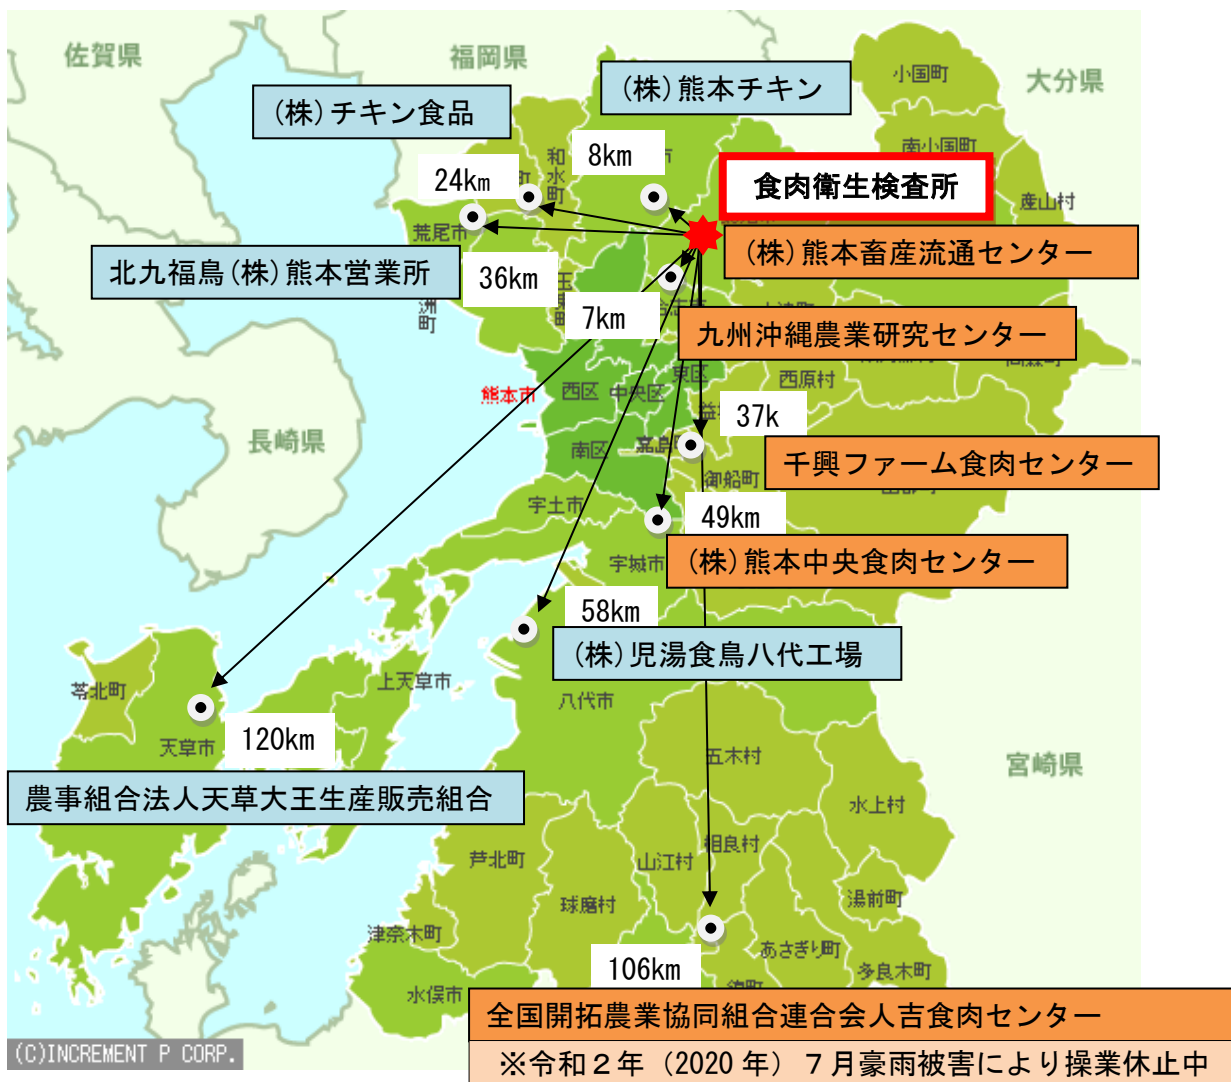 佐賀県
福岡県
(株)熊本チキン
小国町
大分県
(株)チキン食品
南小国町
8km
市
和水町
24km
町
食肉衛生検査所
産山村
荒尾市
(株)熊本畜産流通センター
北九福鳥(株)熊本営業所
36km
7km
九州沖縄農業研究センター
西原村
熊本市
西区
中央区
東区
37k
長崎県
南区
嘉島町
千興ファーム食肉センター
御船町
宇土市
49km
宇城市
(株)熊本中央食肉センター
58km
(株)児湯食鳥八代工場
上天草市
苓北町
八代市
天草市
120km
五木村
宮崎県
農事組合法人天草大王生産販売組合
水上村
芦北町
山江村
相良村
球磨村
湯前町
津奈木町
あさぎり町
多良木町
106km
水俣市
全国開拓農業協同組合連合会人吉食肉センター
(C)INCREMENT P CORP.
※令和２年（2020 年）７月豪雨被害により操業休止中